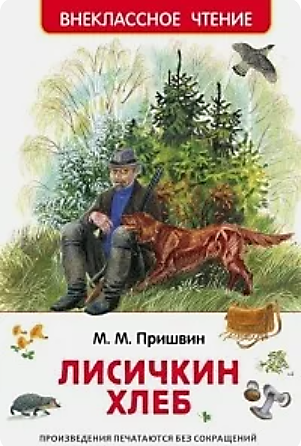 ВНЕКЛАССНОЕ ЧТЕНИЕ
М. М. Пришвин
ЛИСИЧКИН
ХЛЕБ
ПРОИЗВЕДЕНИЯ ПЕЧАТАЮТСЯ БЕЗ СОКРАЩЕНИЙ